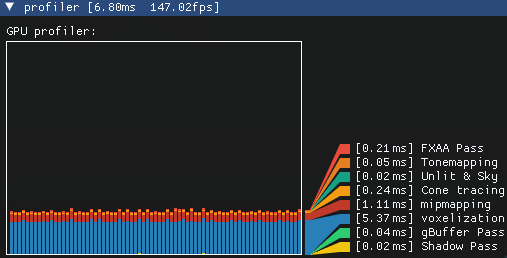 profiler [6.80ms 147.02fps]
GPU profiler:
[0.21ms] FXAA Pass
[0.05ms] Tonemapping
[0.02ms] Unlit & Sky
[0.24ms] Cone tracing
[1.11ms] mipmapping
[5.37ms] voxelization
[0.04ms] gBuffer Pass
[0.02ms] Shadow Pass